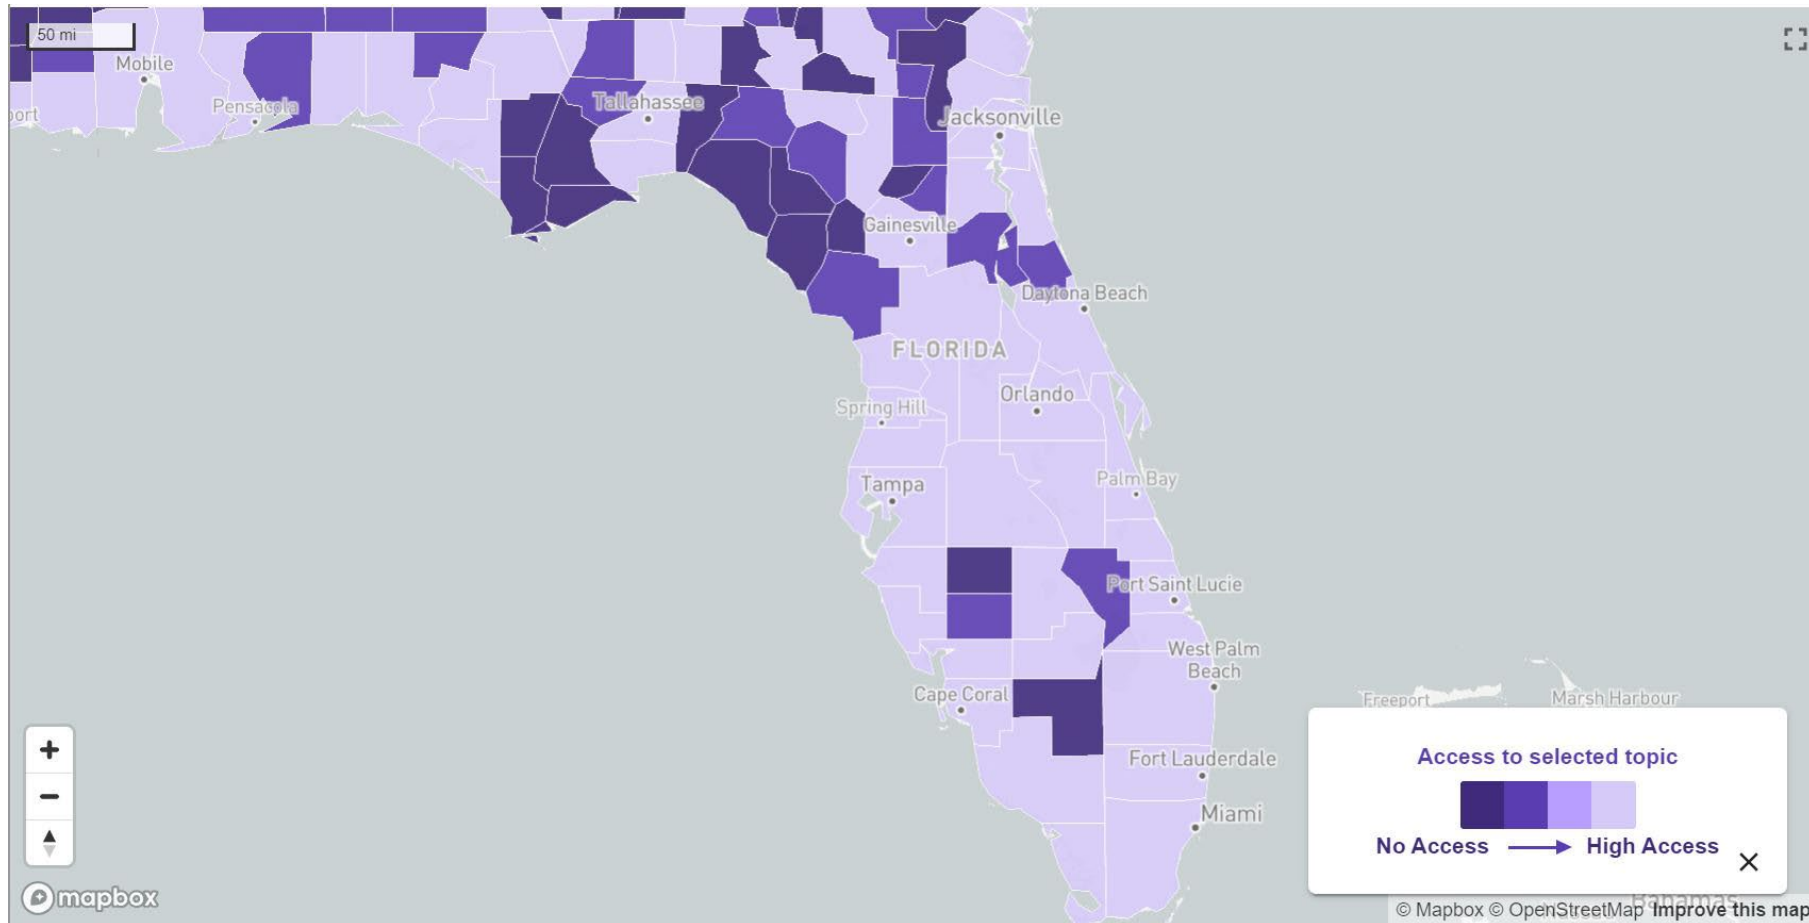 50 mi
Mobile
Pensacola
ort
Tallahassee
Jacksonville
Gainesville
Daytona Beach
FLORIDA
Orlando
Spring Hill
Palm Bay
Tampa
Port Saint Lucie
West Palm
Beach
Cape Coral
Freeport
Marsh Harbour
Fort Lauderdale
Miami
Access to selected topic
No Access
High Access
mapbox
Bahamas
© Mapbox © OpenStreetMap Improve this map